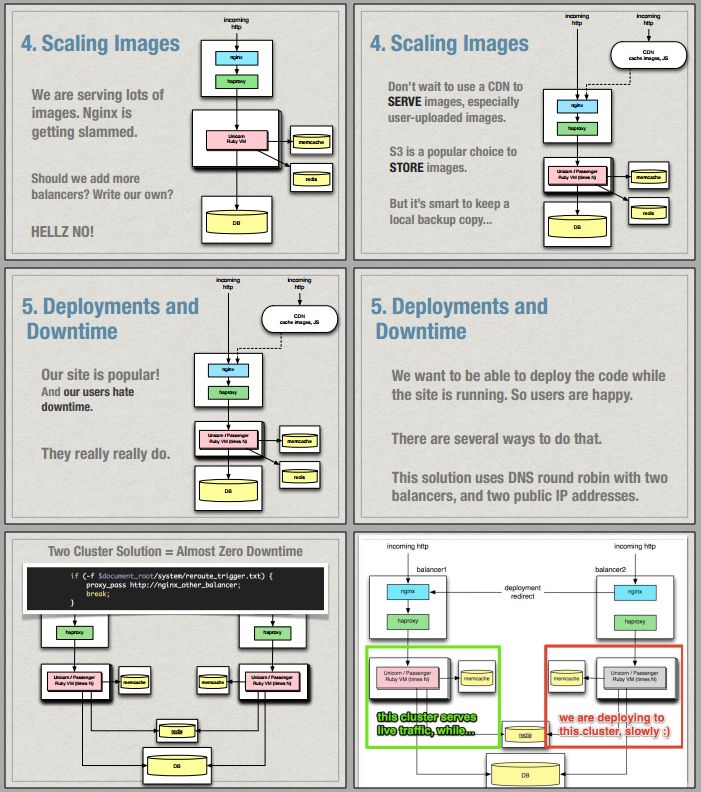 4. Scaling Images
We are serving lots of
images. Nginx is
getting slammed.
Should we add more
balancers? Write our own?
HELLZ NO!
incoming
http
nginx
haproxy
Unicorn
Ruby VM
memcache
redis
DB
4. Scaling Images
Don't wait to use a CDN to
SERVE images, especially
user-uploaded images.
S3 is a popular choice to
STORE images.
But it's smart to keep a
local backup copy...
incoming
http
CDN
cache images, JS
nginx
haproxy
Unicorn / Passenger
Ruby VM (times N)
memcache
redis
DB
5. Deployments and
Downtime
Our site is popular!
And our users hate
downtime.
They really really do.
incoming
http
incoming
http
CDN
cache images, JS
nginx
haproxy
Unicorn / Passenger
Ruby VM (times N)
memcache
redis
DB
5. Deployments and
Downtime
We want to be able to deploy the code while
the site is running. So users are happy.
There are several ways to do that.
This solution uses DNS round robin with two
balancers, and two public IP addresses.
Two Cluster Solution = Almost Zero Downtime
if (-f $document_root/system/reroute_trigger.txt) {
proxy_pass http://nginx_other_balancer;
break;
}
haproxy
haproxy
Unicorn / Passenger
Ruby VM (times N)
memcache
memcache
Unicorn / Passenger
Ruby VM (times N)
redis
DB
incoming http
incoming http
balancer1
balancer2
nginx
deployment
redirect
nginx
haproxy
haproxy
Unicorn / Passenger
Ruby VM (times N)
memcache
memcache
Unicorn / Passenger
Ruby VM (times N)
this cluster serves
live traffic, while...
redis
we are deploying to
this cluster, slowly :)
DB